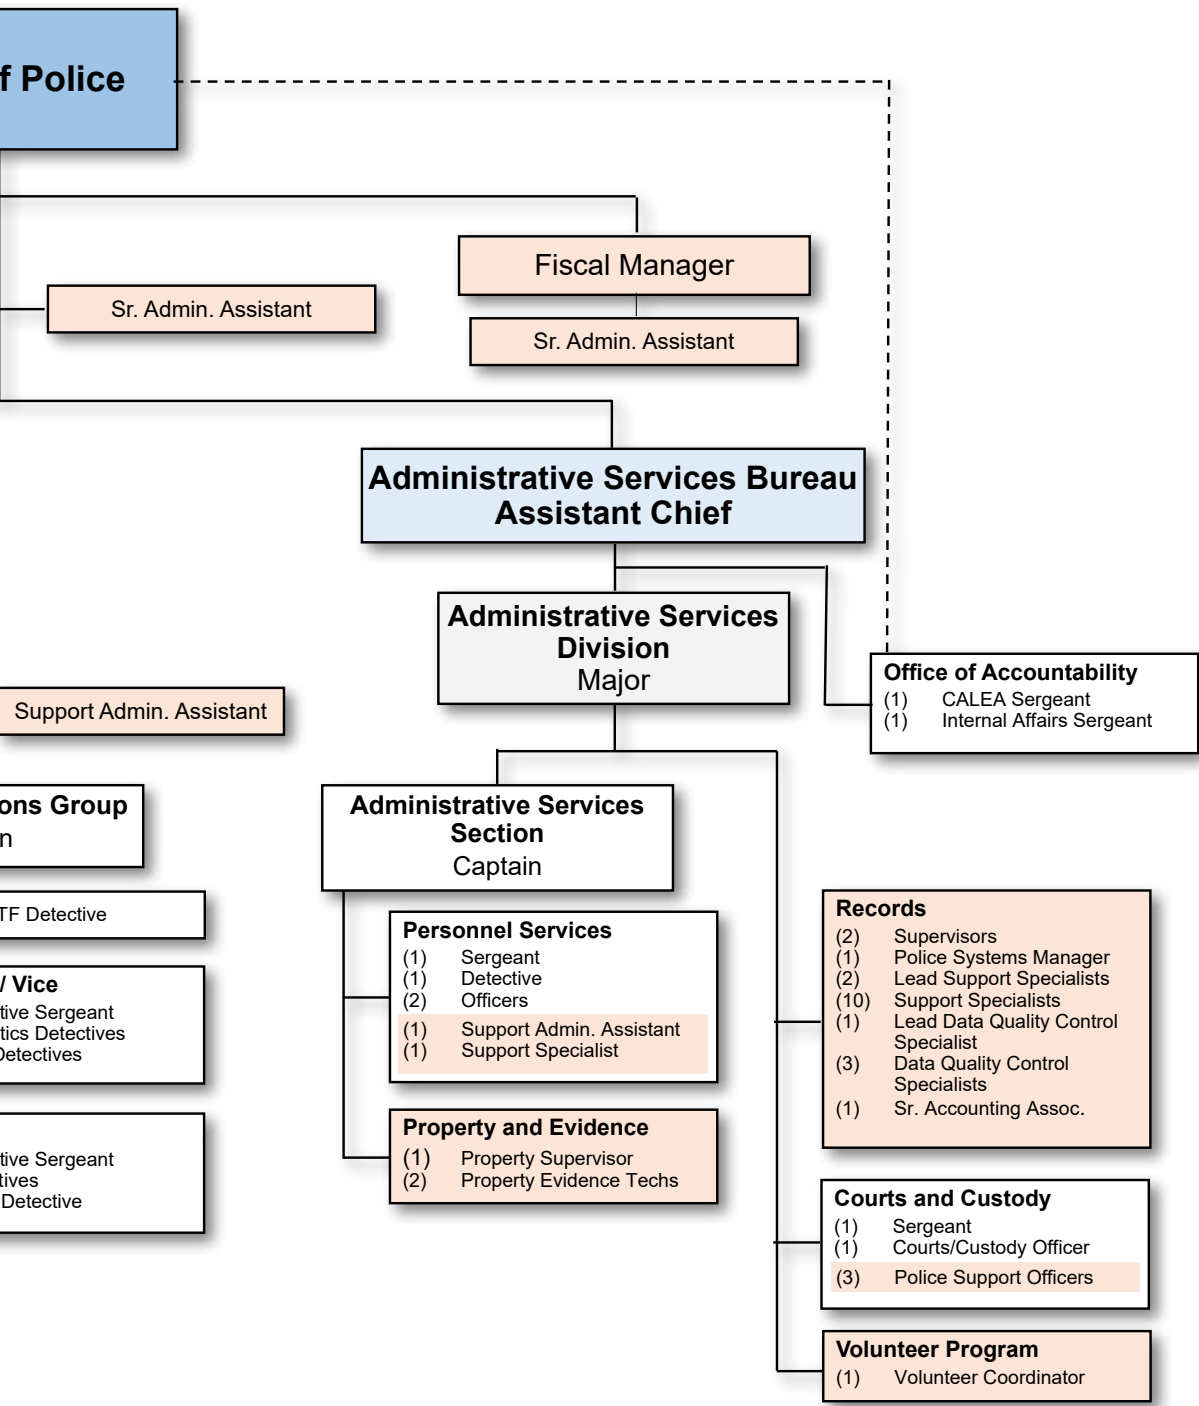 f Police
Fiscal Manager
Sr. Admin. Assistant
Sr. Admin. Assistant
Administrative Services Bureau
Assistant Chief
Administrative Services
Division
Major
Office of Accountability
(1) CALEA Sergeant
(1) Internal Affairs Sergeant
Support Admin. Assistant
ons Group
n
TF Detective
/ Vice
tive Sergeant
tics Detectives
Detectives
tive Sergeant
tives
Detective
Administrative Services
Section
Captain
Personnel Services
(1) Sergeant
(1) Detective
(2) Officers
(1) Support Admin. Assistant
(1) Support Specialist
Property and Evidence
(1) Property Supervisor
(2) Property Evidence Techs
Records
(2) Supervisors
(1) Police Systems Manager
(2) Lead Support Specialists
(10) Support Specialists
(1) Lead Data Quality Control
Specialist
(3) Data Quality Control
Specialists
(1) Sr. Accounting Assoc.
Courts and Custody
(1) Sergeant
(1) Courts/Custody Officer
(3) Police Support Officers
Volunteer Program
(1) Volunteer Coordinator